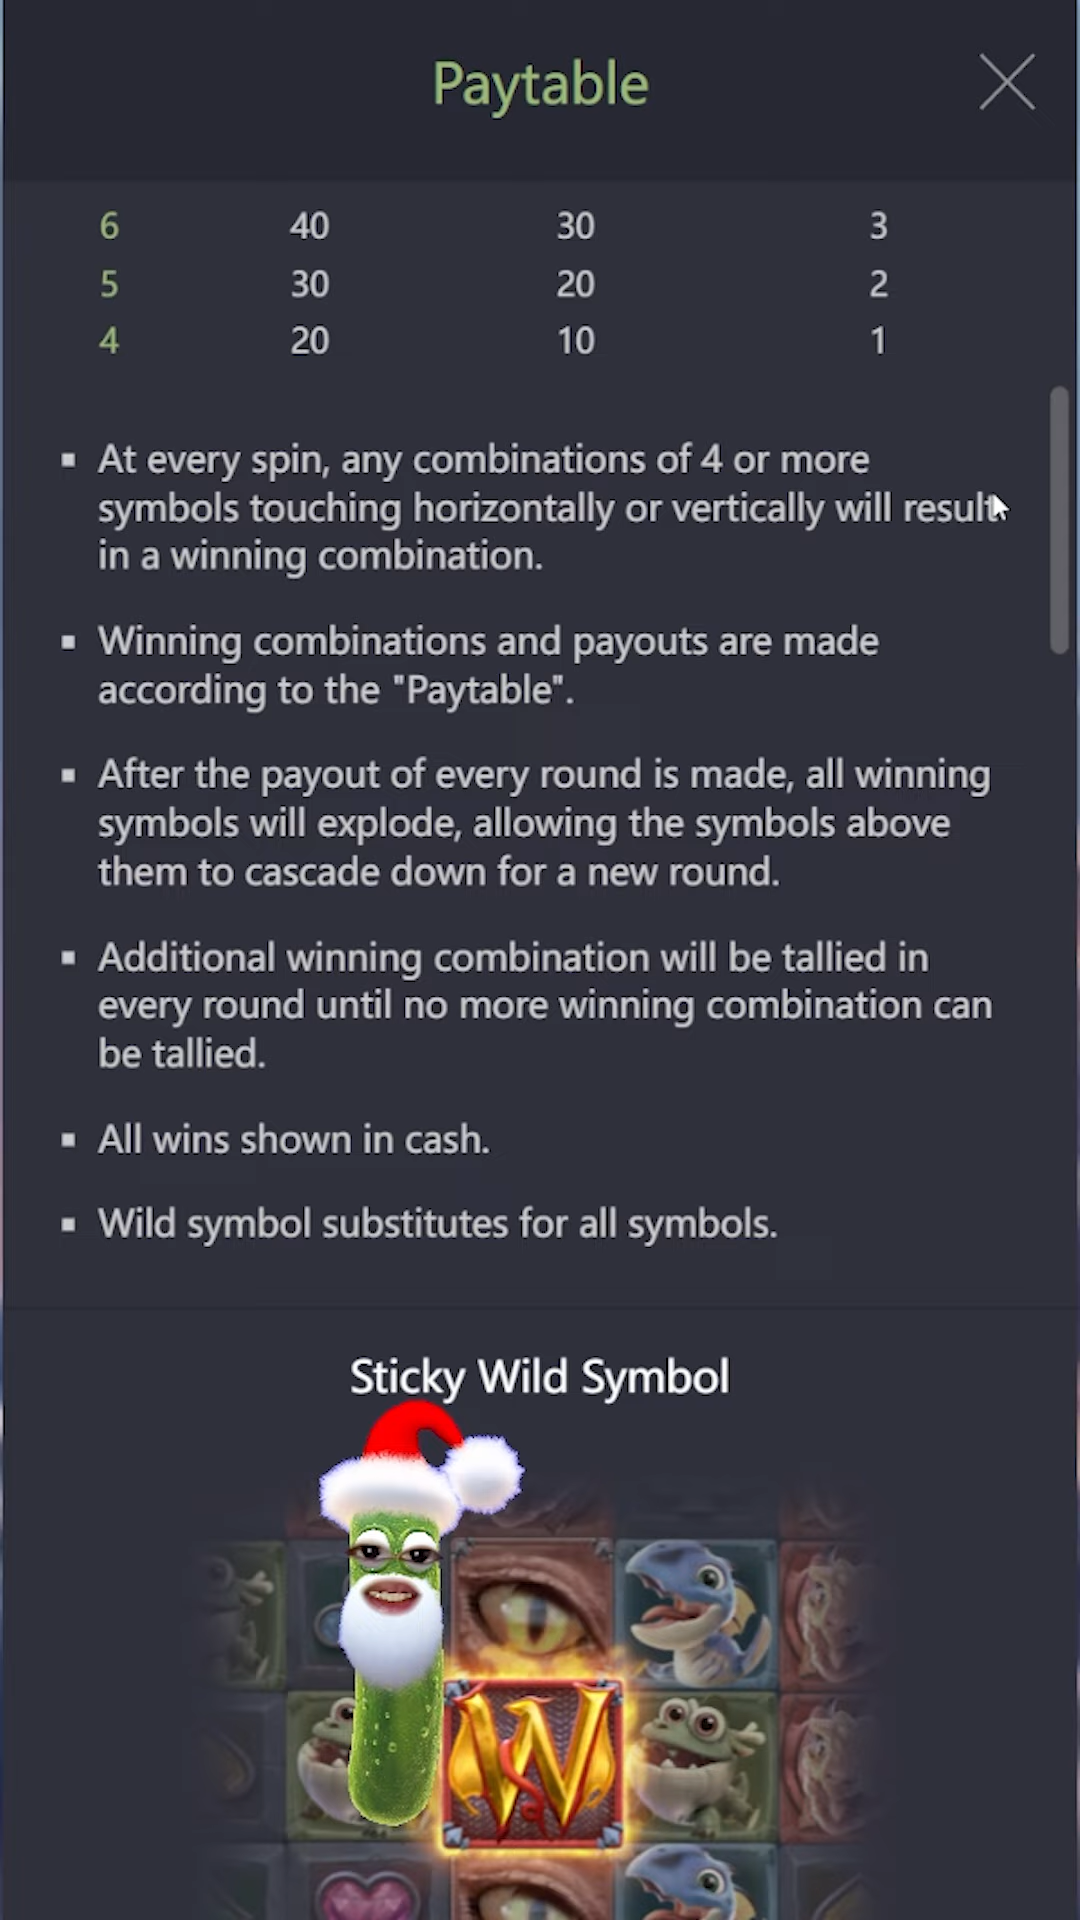 Paytable
6 40 30 3
5 30 20 2
4 20 10 1
▪ At every spin, any combinations of 4 or more
symbols touching horizontally or vertically will result
in a winning combination.
▪ Winning combinations and payouts are made
according to the "Paytable".
▪ After the payout of every round is made, all winning
symbols will explode, allowing the symbols above
them to cascade down for a new round.
▪ Additional winning combination will be tallied in
every round until no more winning combination can
be tallied.
▪ All wins shown in cash.
▪ Wild symbol substitutes for all symbols.
Sticky Wild Symbol
W